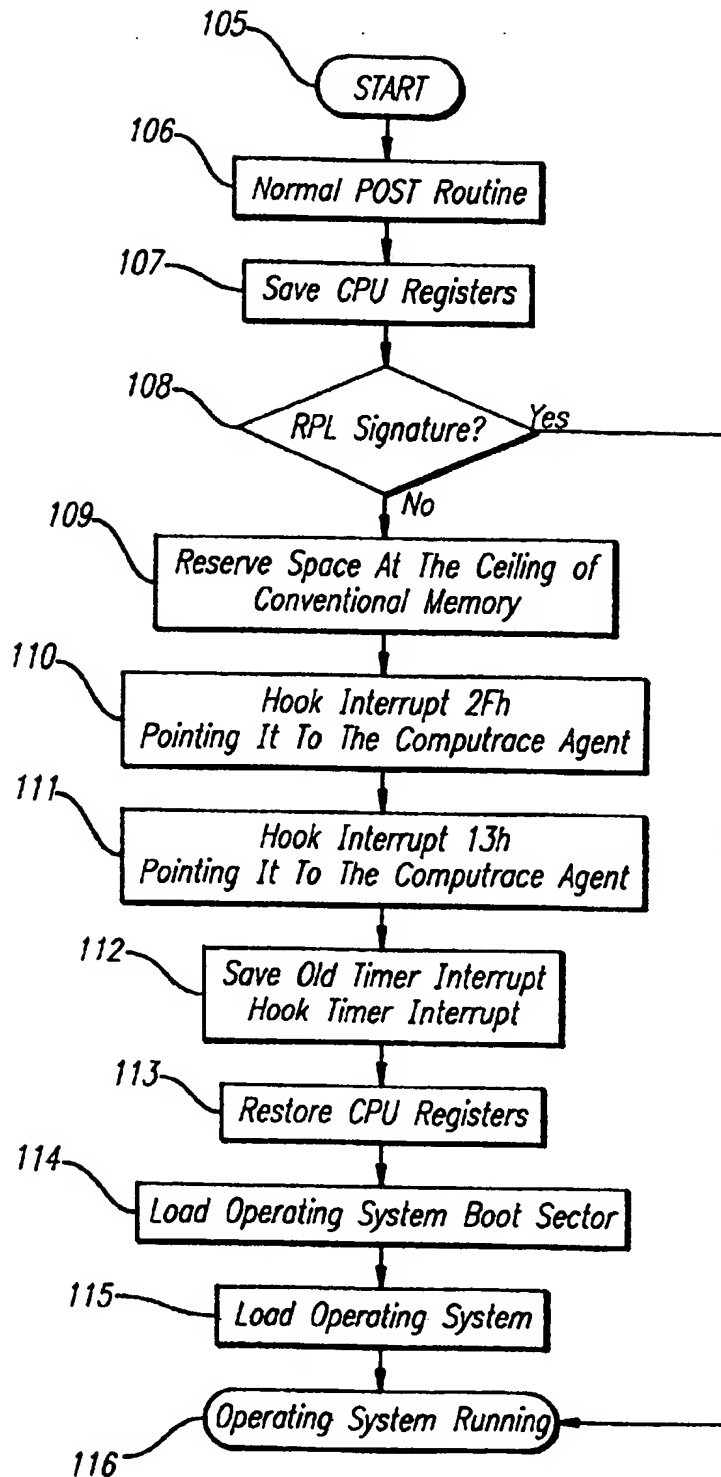 105
START
106
Normal POST Routine
107
Save CPU Registers
108
RPL Signature?
Yes
No
109
Reserve Space At The Ceiling of
Conventional Memory
110
Hook Interrupt 2Fh
Pointing It To The Computrace Agent
111
Hook Interrupt 13h
Pointing It To The Computrace Agent
112
Save Old Timer Interrupt
Hook Timer Interrupt
113
Restore CPU Registers
114
Load Operating System Boot Sector
115
Load Operating System
Operating System Running
116